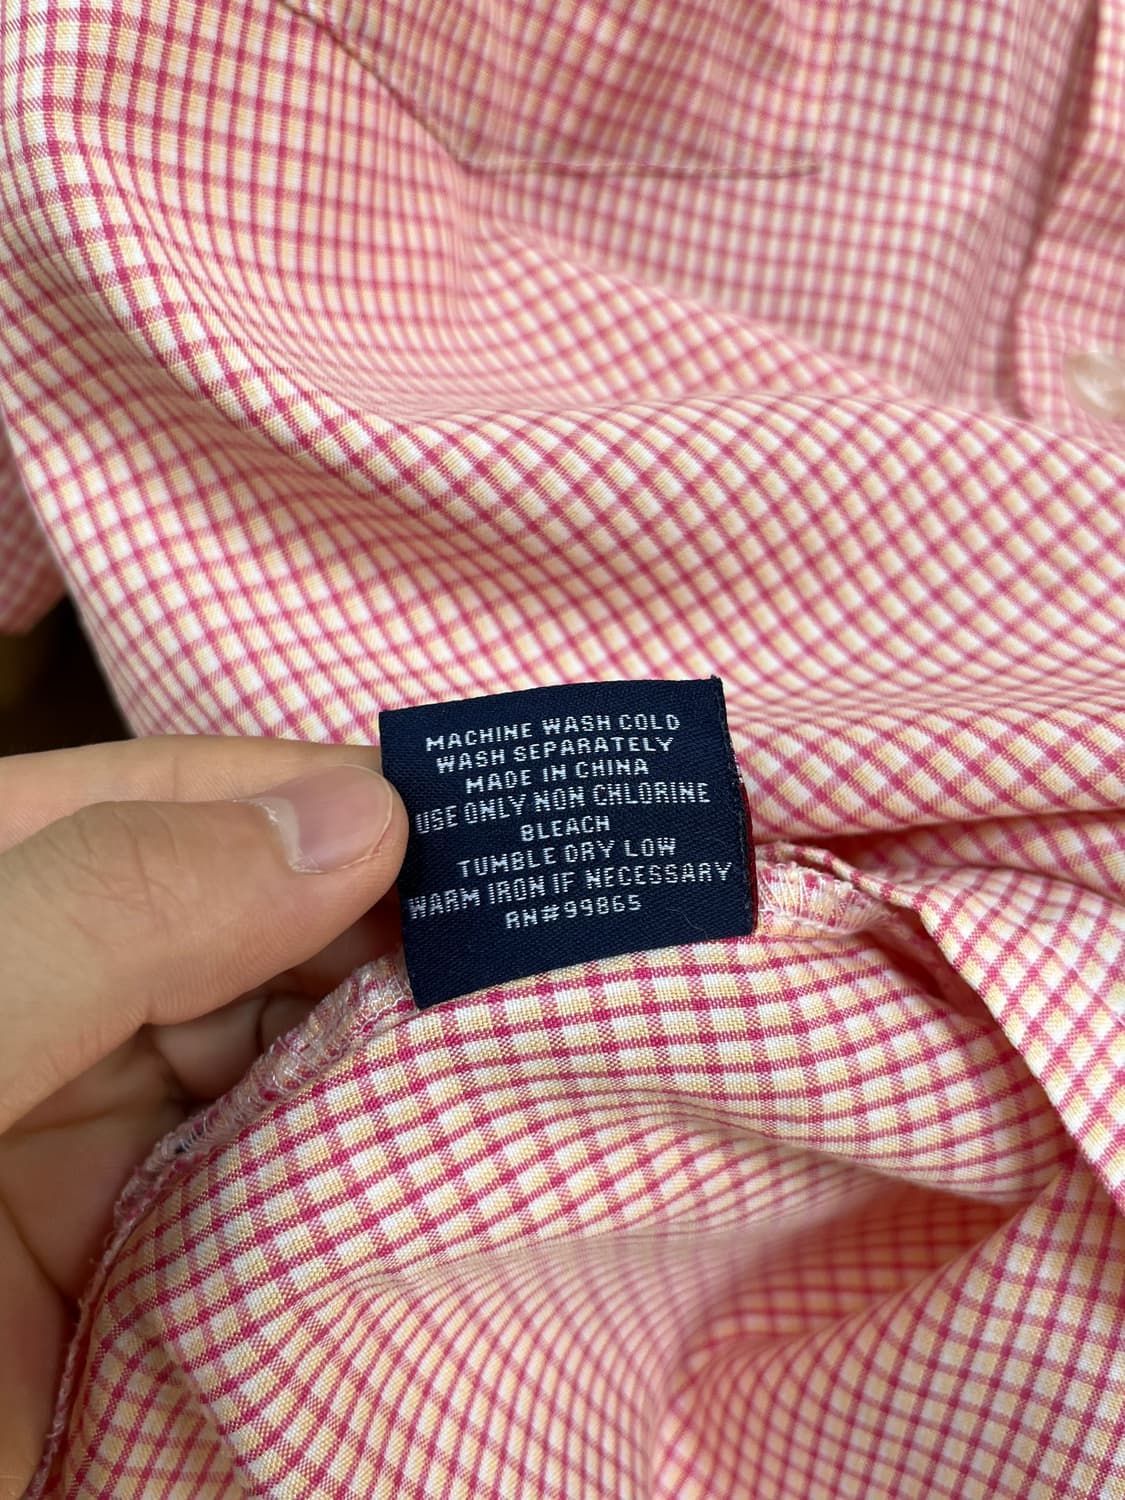 MACHINE WASH COLD
WASH SEPARATELY
MADE IN CHINA
USE ONLY NON CHLORINE
BLEACH
TUMBLE DRY LOW
WARM IRON IF NECESSARY
RN#99865